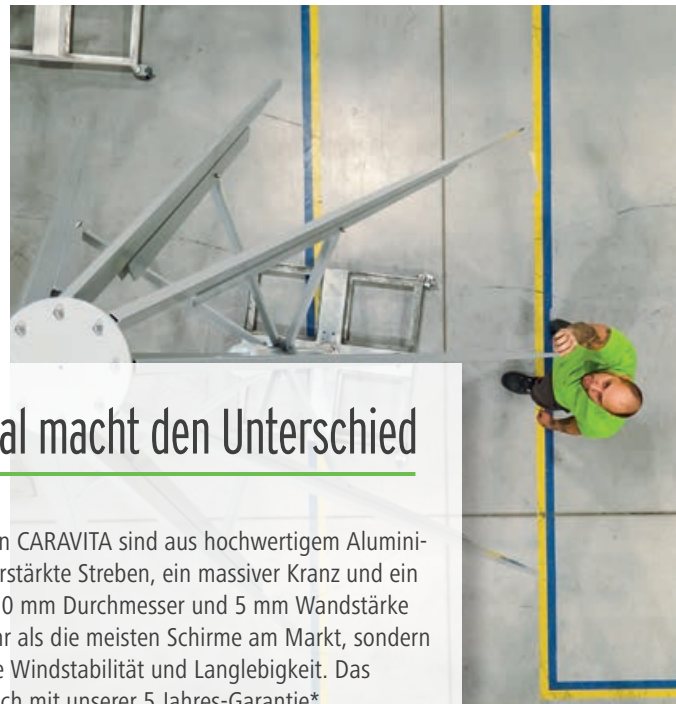 al macht den Unterschied
n CARAVITA sind aus hochwertigem Alumini-
rstärkte Streben, ein massiver Kranz und ein
0 mm Durchmesser und 5 mm Wandstärke
r als die meisten Schirme am Markt, sondern
e Windstabilität und Langlebigkeit. Das
ch mit unserer 5 Jahres-Garantie*